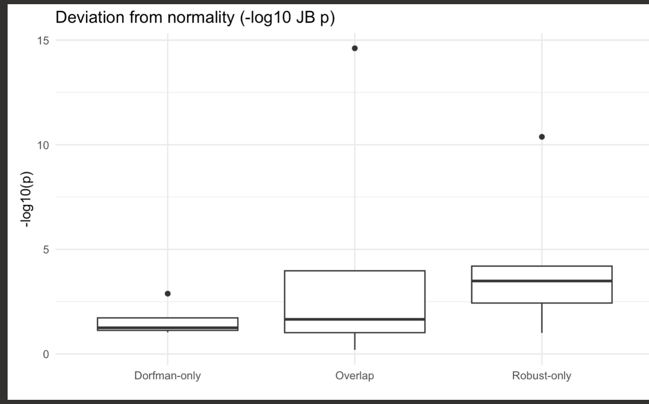 Deviation from normality (-log10 JB p)
15
10
5
0
-log10(p)
Dorfman-only
Overlap
Robust-only